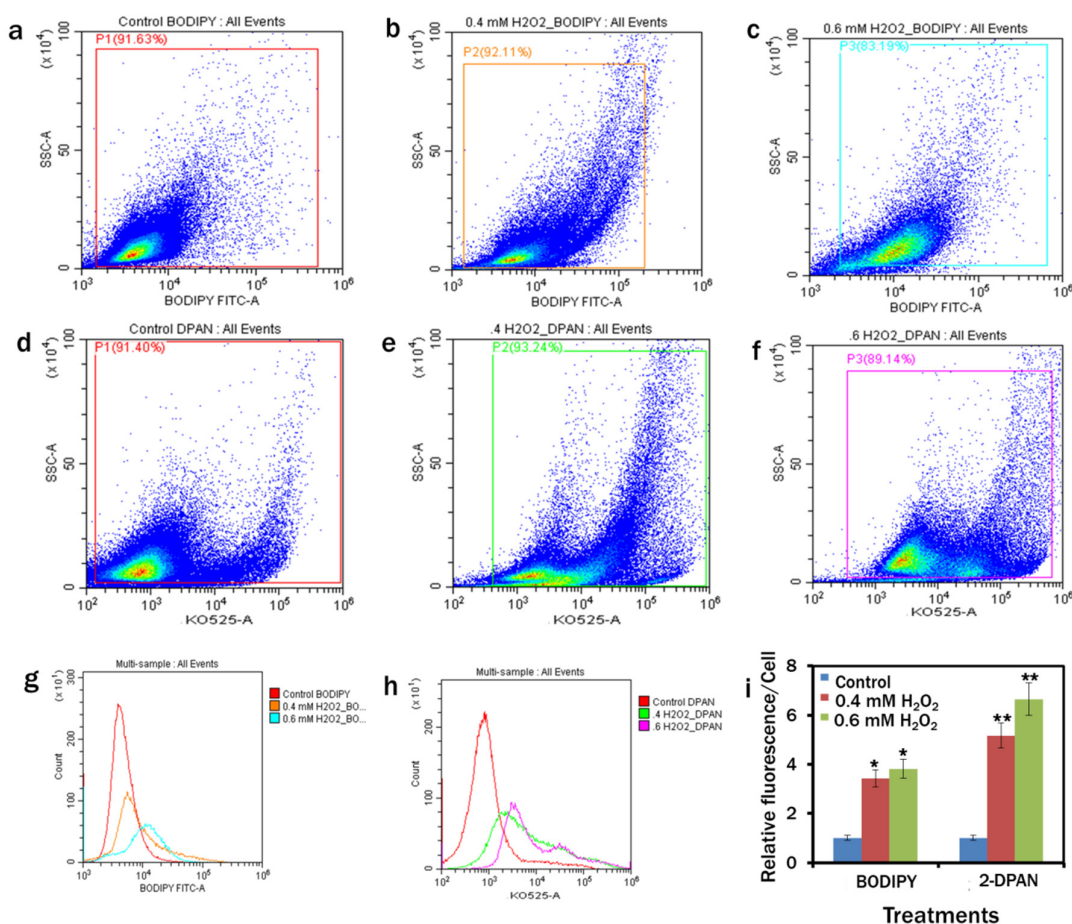 a
Control BODIPY : All Events
P1(91.63%)
(x 10⁴)
100
50
0
SSC-A
10³ 10⁴ 10⁵ 10⁶
BODIPY FITC-A
b
0.4 mM H2O2_BODIPY : All Events
P2(92.11%)
(x 10⁴)
100
50
0
SSC-A
10³ 10⁴ 10⁵ 10⁶
BODIPY FITC-A
c
0.6 mM H2O2_BODIPY : All Events
P3(83.19%)
(x 10⁴)
100
50
0
SSC-A
10³ 10⁴ 10⁵ 10⁶
BODIPY FITC-A
d
Control DPAN : All Events
P1(91.40%)
(x 10⁴)
100
50
0
SSC-A
10² 10³ 10⁴ 10⁵ 10⁶
KO525-A
e
.4 H2O2_DPAN : All Events
P2(93.24%)
(x 10⁴)
100
50
0
SSC-A
10² 10³ 10⁴ 10⁵ 10⁶
KO525-A
f
.6 H2O2_DPAN : All Events
P3(89.14%)
(x 10⁴)
100
50
0
SSC-A
10² 10³ 10⁴ 10⁵ 10⁶
KO525-A
g
Multi-sample : All Events
(x 10¹)
300
200
100
0
Count
10³ 10⁴ 10⁵ 10⁶
BODIPY FITC-A
Control BODIPY
0.4 mM H2O2_BO...
0.6 mM H2O2_BO...
h
Multi-sample : All Events
(x 10¹)
200
100
0
Count
10² 10³ 10⁴ 10⁵ 10⁶
KO525-A
Control DPAN
.4 H2O2_DPAN
.6 H2O2_DPAN
i
Relative fluorescence/Cell
8
6
4
2
0
Control
0.4 mM H₂O₂
0.6 mM H₂O₂
* * ** **
BODIPY 2-DPAN
Treatments